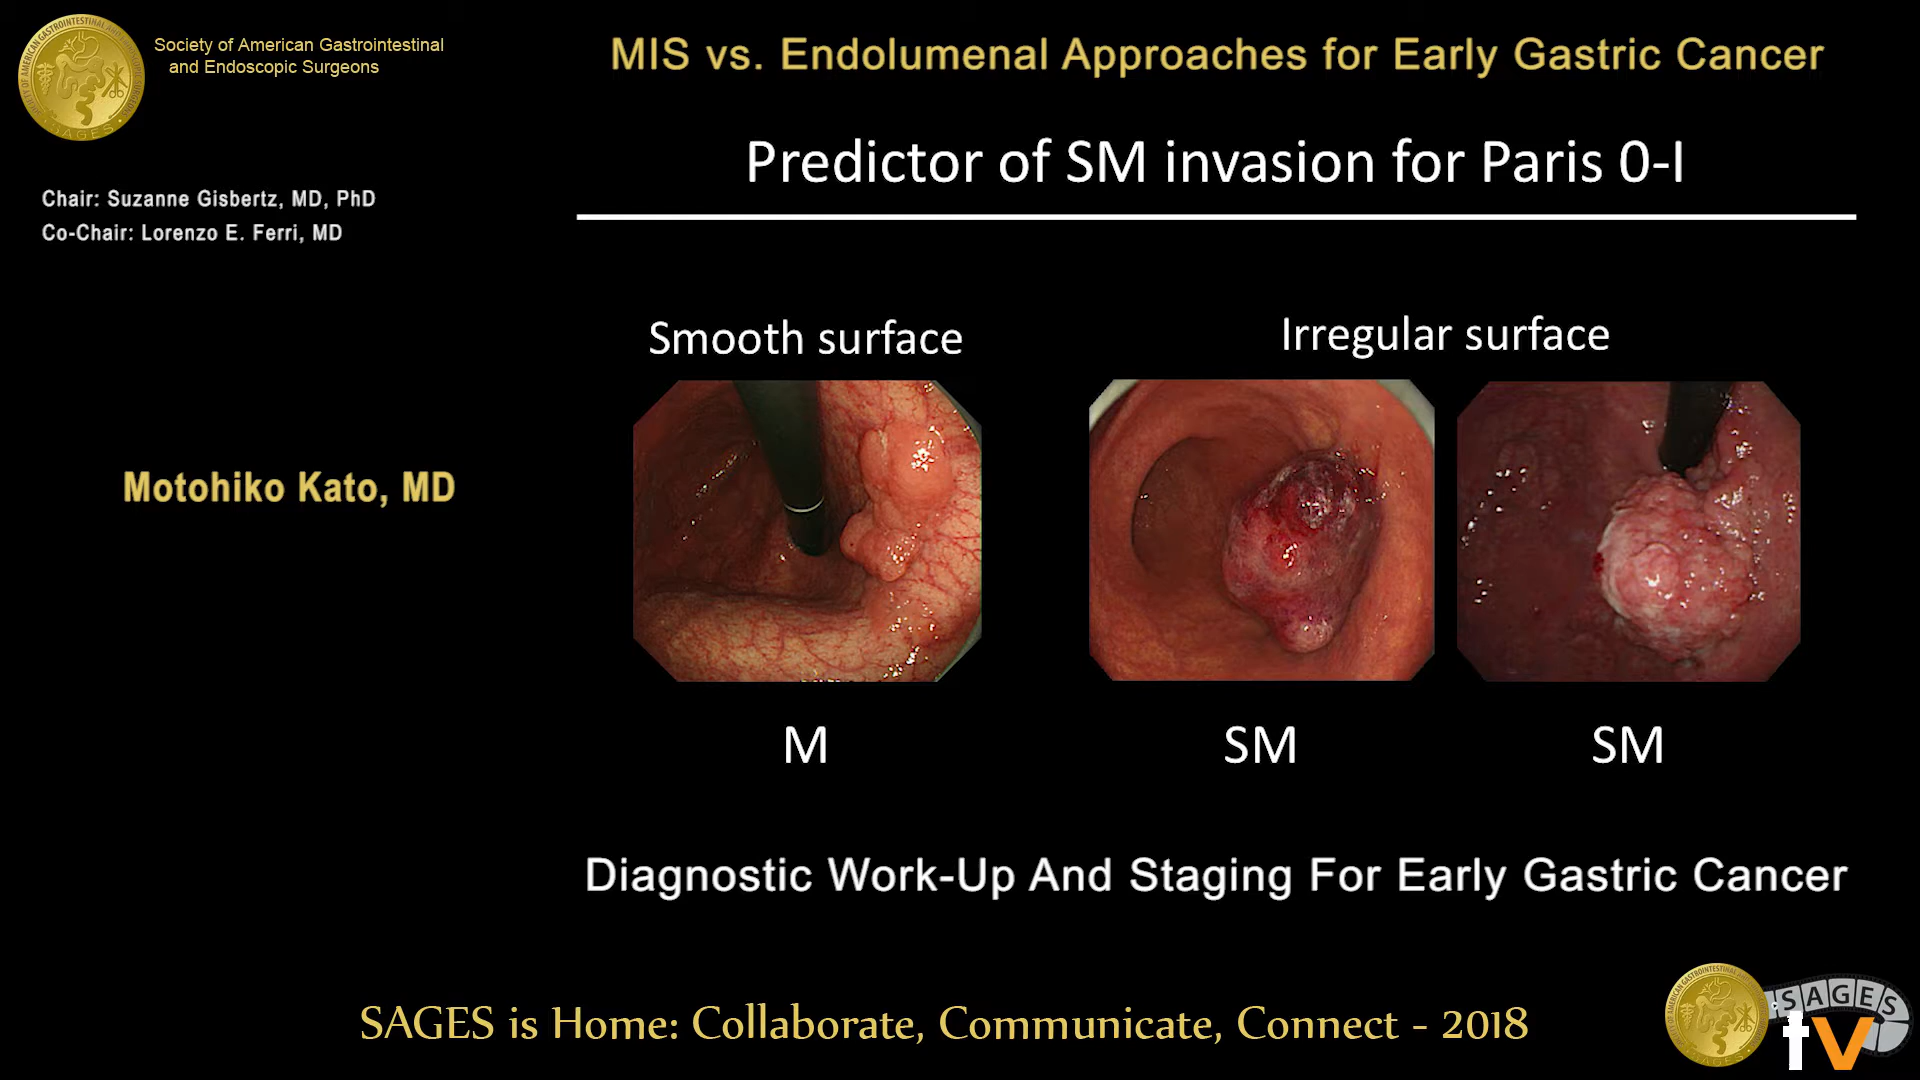 Society of American Gastrointestinal
and Endoscopic Surgeons
MIS vs. Endolumenal Approaches for Early Gastric Cancer
Predictor of SM invasion for Paris 0-I
Chair: Suzanne Gisbertz, MD, PhD
Co-Chair: Lorenzo E. Ferri, MD
Smooth surface
Irregular surface
Motohiko Kato, MD
M
SM
SM
Diagnostic Work-Up And Staging For Early Gastric Cancer
SAGES is Home: Collaborate, Communicate, Connect - 2018
SAGES
tv